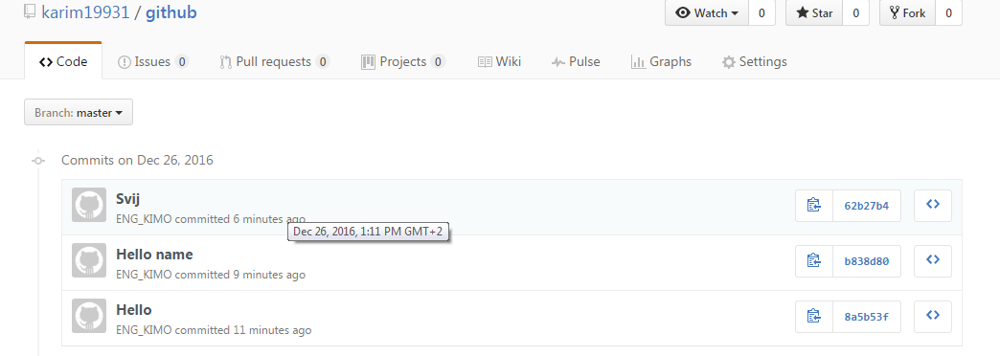 karim19931 / github
Watch 0 Star 0 Fork 0
Code Issues 0 Pull requests 0 Projects 0 Wiki Pulse Graphs Settings
Branch: master
Commits on Dec 26, 2016
Svij
62b27b4
ENG_KIMO committed 6 minutes ago
Dec 26, 2016, 1:11 PM GMT+2
Hello name
b838d80
ENG_KIMO committed 9 minutes ago
Hello
8a5b53f
ENG_KIMO committed 11 minutes ago